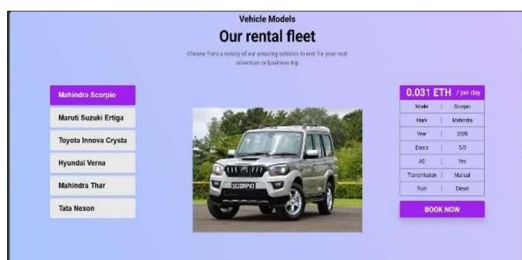 Vehicle Models
Our rental fleet
Choose from a variety of our amazing vehicles to rent for your next
adventure or business trip
Mahindra Scorpio
Maruti Suzuki Ertiga
Toyota Innova Crysta
Hyundai Verna
Mahindra Thar
Tata Nexon
SCORPIO
0.031 ETH / per day
Model | Scorpio
Mark | Mahindra
Year | 2020
Doors | 5/3
AC | Yes
Transmission | Manual
Fuel | Diesel
BOOK NOW